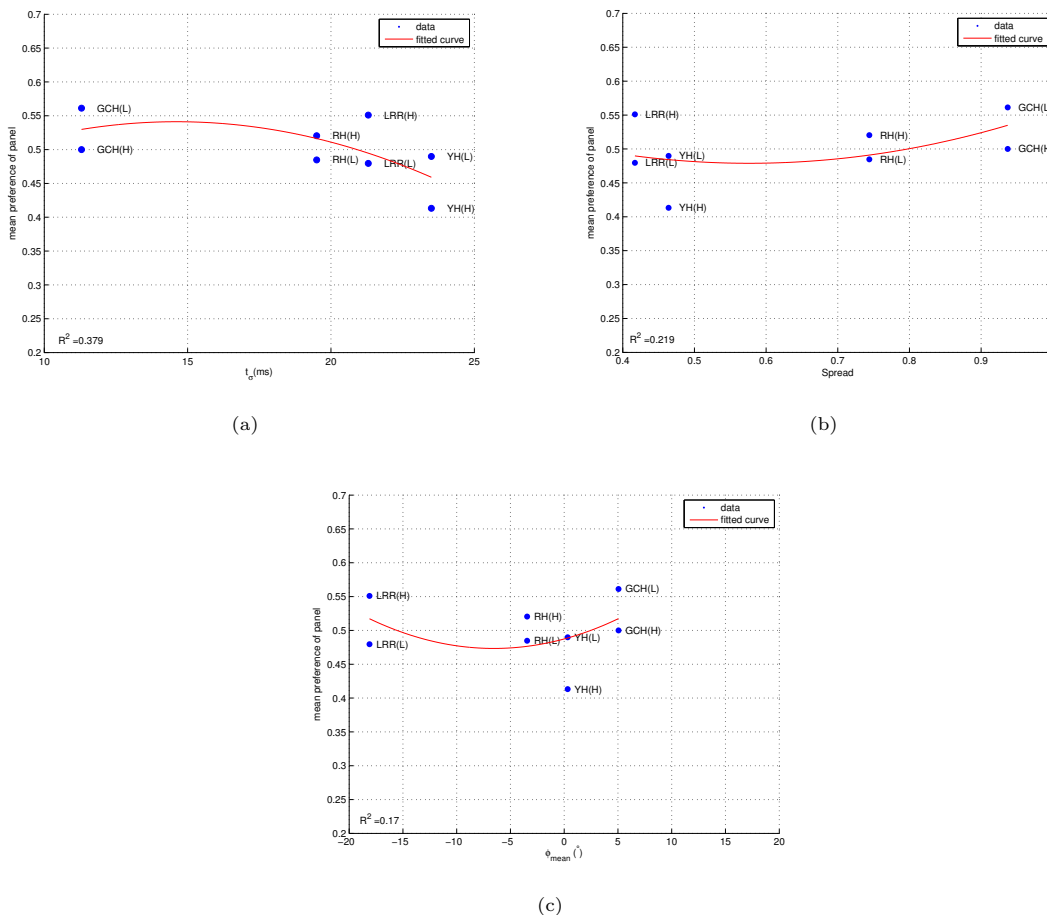 0.7
0.65
0.6
0.55
0.5
0.45
0.4
0.35
0.3
0.25
0.2
mean preference of panel
data
fitted curve
GCH(L)
GCH(H)
RH(H)
RH(L)
LRR(H)
LRR(L)
YH(L)
YH(H)
R² =0.379
10 15 20 25
t_σ(ms)
(a)
0.7
0.65
0.6
0.55
0.5
0.45
0.4
0.35
0.3
0.25
0.2
mean preference of panel
data
fitted curve
LRR(H)
LRR(L)
YH(L)
YH(H)
RH(H)
RH(L)
GCH(L
GCH(H
R² =0.219
0.4 0.5 0.6 0.7 0.8 0.9
Spread
(b)
0.7
0.65
0.6
0.55
0.5
0.45
0.4
0.35
0.3
0.25
0.2
mean preference of panel
data
fitted curve
LRR(H)
LRR(L)
RH(H)
RH(L)
YH(L)
YH(H)
GCH(L)
GCH(H)
R² =0.17
−20 −15 −10 −5 0 5 10 15 20
ϕ_mean (°)
(c)